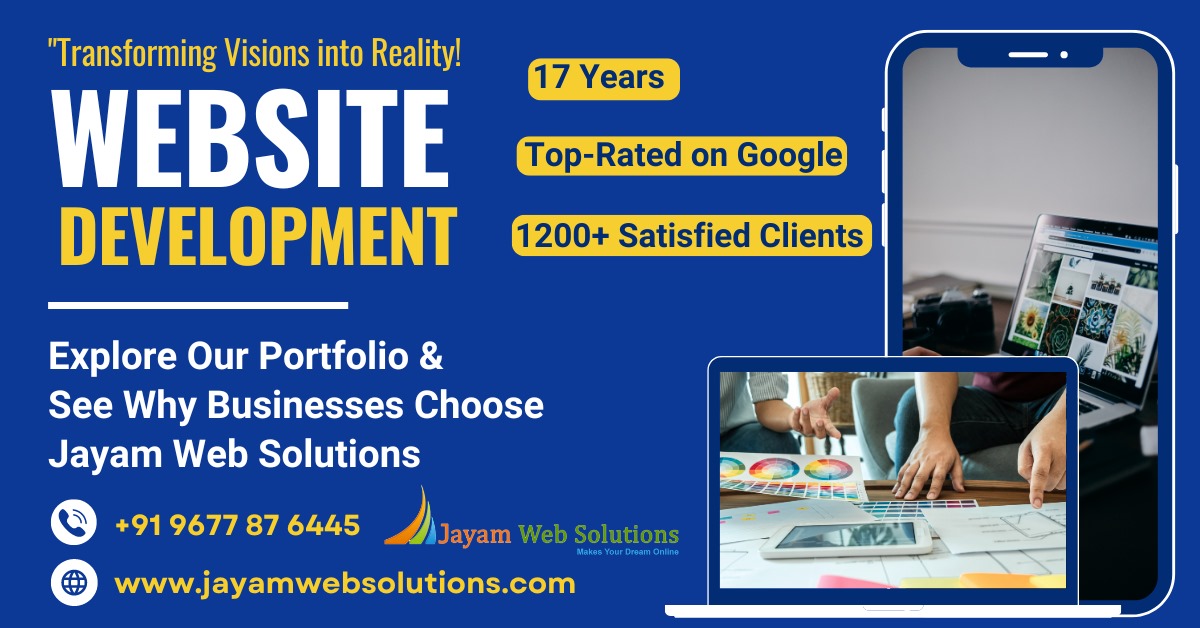 "Transforming Visions into Reality!
WEBSITE
DEVELOPMENT
17 Years
Top-Rated on Google
1200+ Satisfied Clients
Explore Our Portfolio &
See Why Businesses Choose
Jayam Web Solutions
+91 9677 87 6445
Jayam Web Solutions
Makes Your Dream Online
www.jayamwebsolutions.com